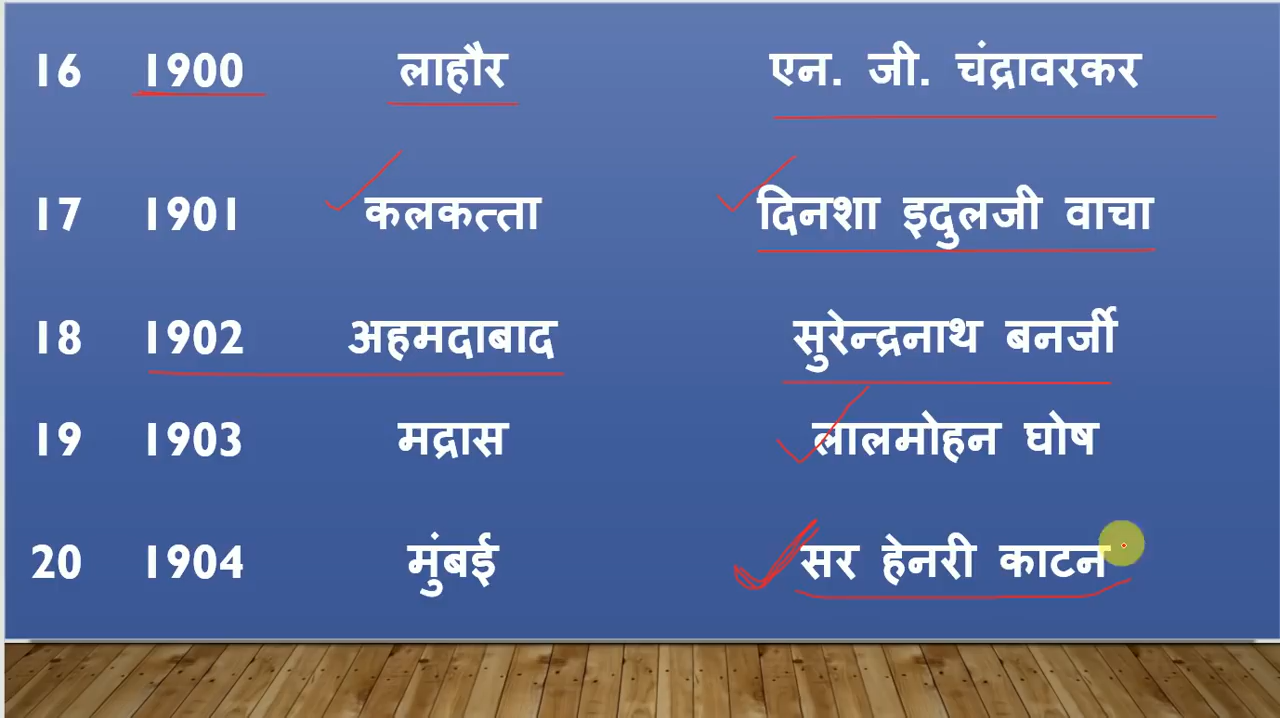 16 1900 लाहौर एन. जी. चंद्रावरकर
17 1901 कलकत्ता दिनशा इदुलजी वाचा
18 1902 अहमदाबाद सुरेन्द्रनाथ बनर्जी
19 1903 मद्रास लालमोहन घोष
20 1904 मुंबई सर हेनरी काटन